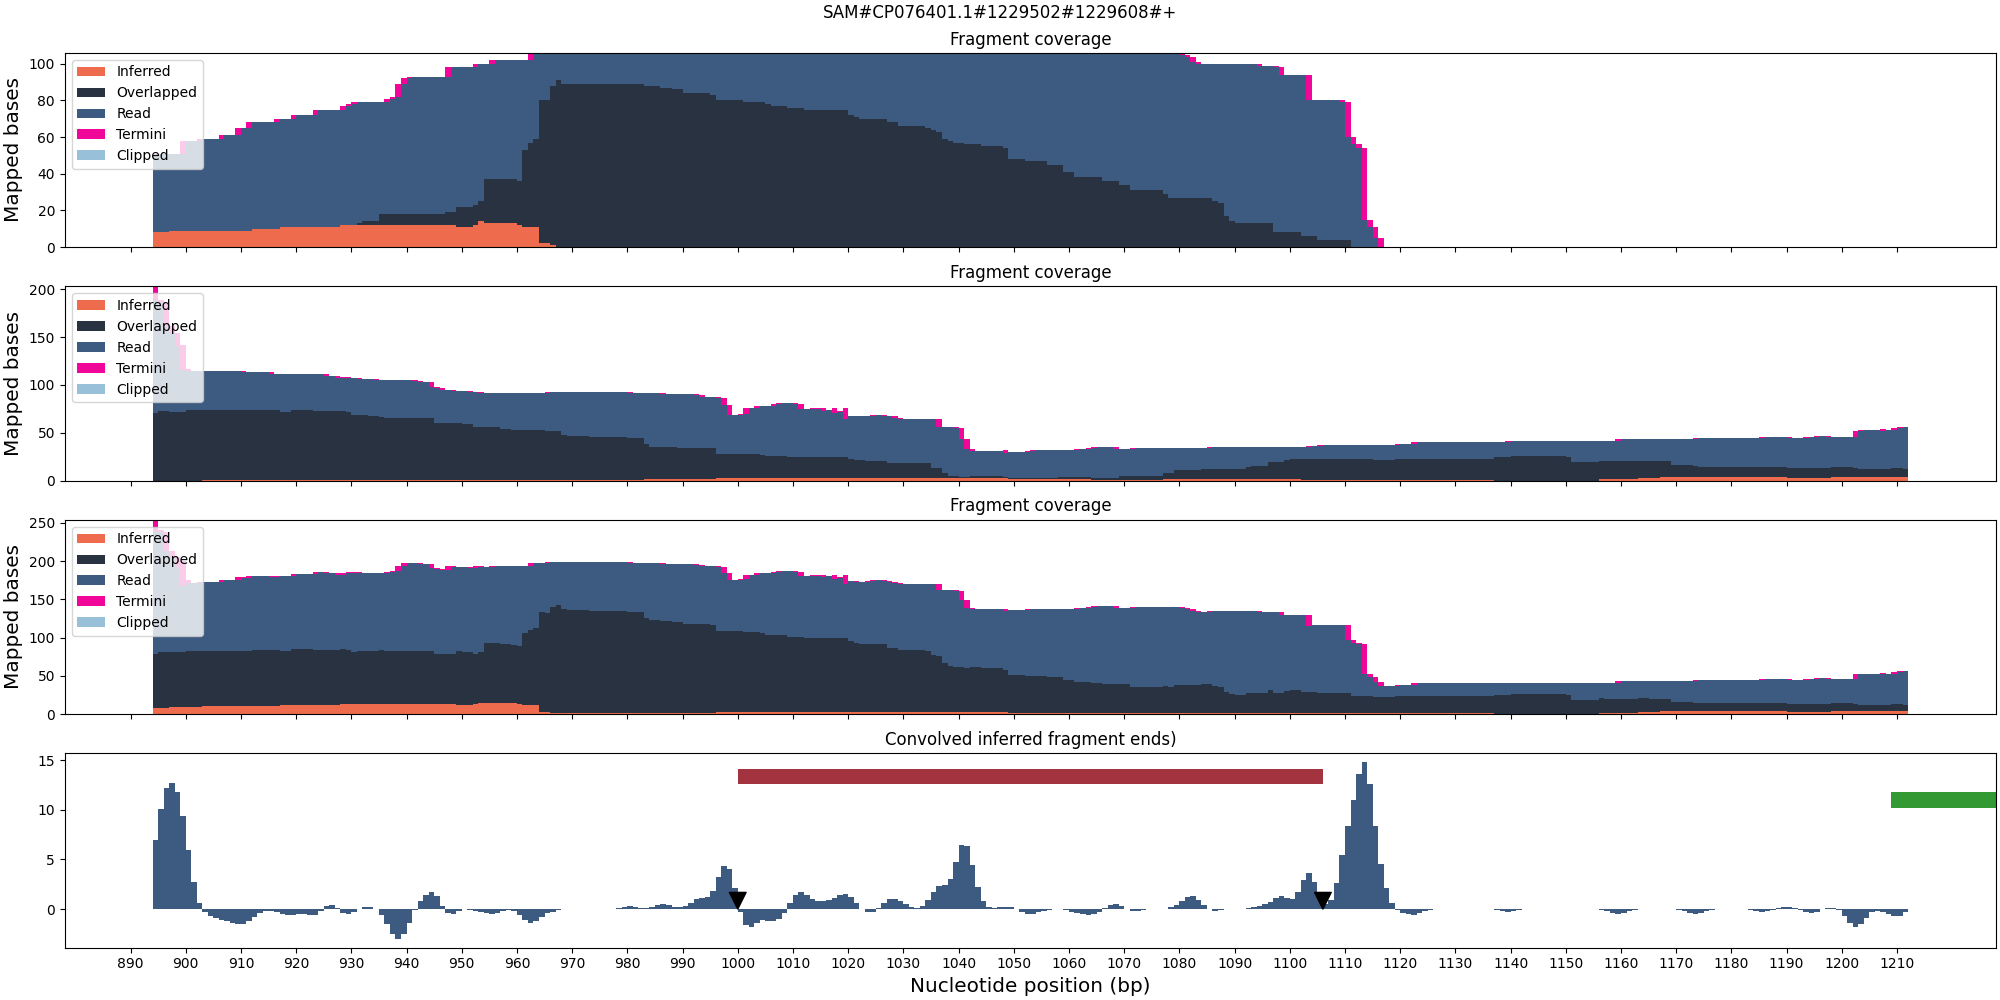 SAM#CP076401.1#1229502#1229608#+
Fragment coverage
Mapped bases
100
80
60
40
20
0
Inferred
Overlapped
Read
Termini
Clipped
Fragment coverage
Mapped bases
200
150
100
50
0
Inferred
Overlapped
Read
Termini
Clipped
Fragment coverage
Mapped bases
250
200
150
100
50
0
Inferred
Overlapped
Read
Termini
Clipped
Convolved inferred fragment ends)
15
10
5
0
890 900 910 920 930 940 950 960 970 980 990 1000 1010 1020 1030 1040 1050 1060 1070 1080 1090 1100 1110 1120 1130 1140 1150 1160 1170 1180 1190 1200 1210
Nucleotide position (bp)